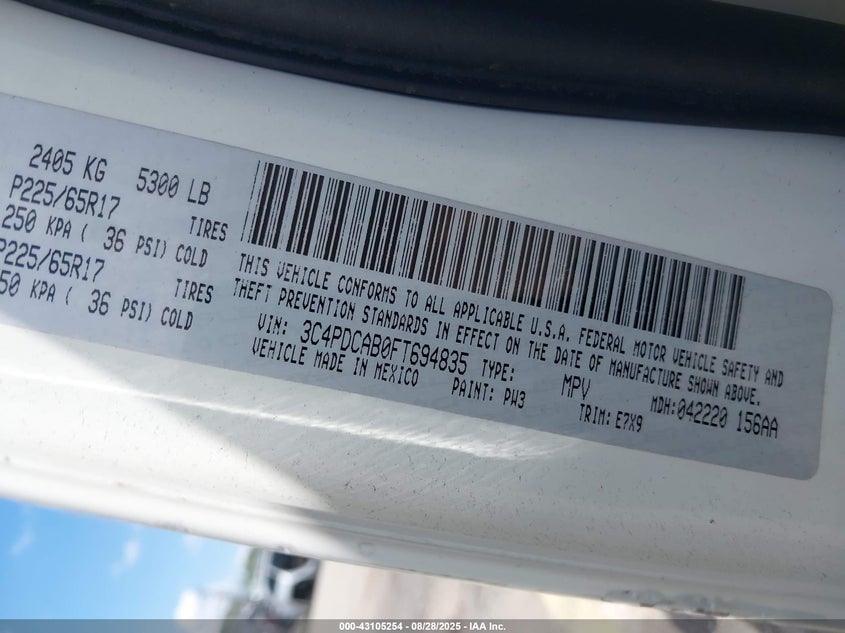 2405 KG 5300 LB
P225/65R17 TIRES
250 KPA ( 36 PSI) COLD
P225/65R17 TIRES
50 KPA ( 36 PSI) COLD
THIS VEHICLE CONFORMS TO ALL APPLICABLE U.S.A. FEDERAL MOTOR VEHICLE SAFETY AND
THEFT PREVENTION STANDARDS IN EFFECT ON THE DATE OF MANUFACTURE SHOWN ABOVE.
VIN: 3C4PDCAB0FT694835 TYPE: MPV MDH:042220 156AA
VEHICLE MADE IN MEXICO PAINT: PW3 TRIM: E7X9
000-43105254 - 08/28/2025 - IAA Inc.